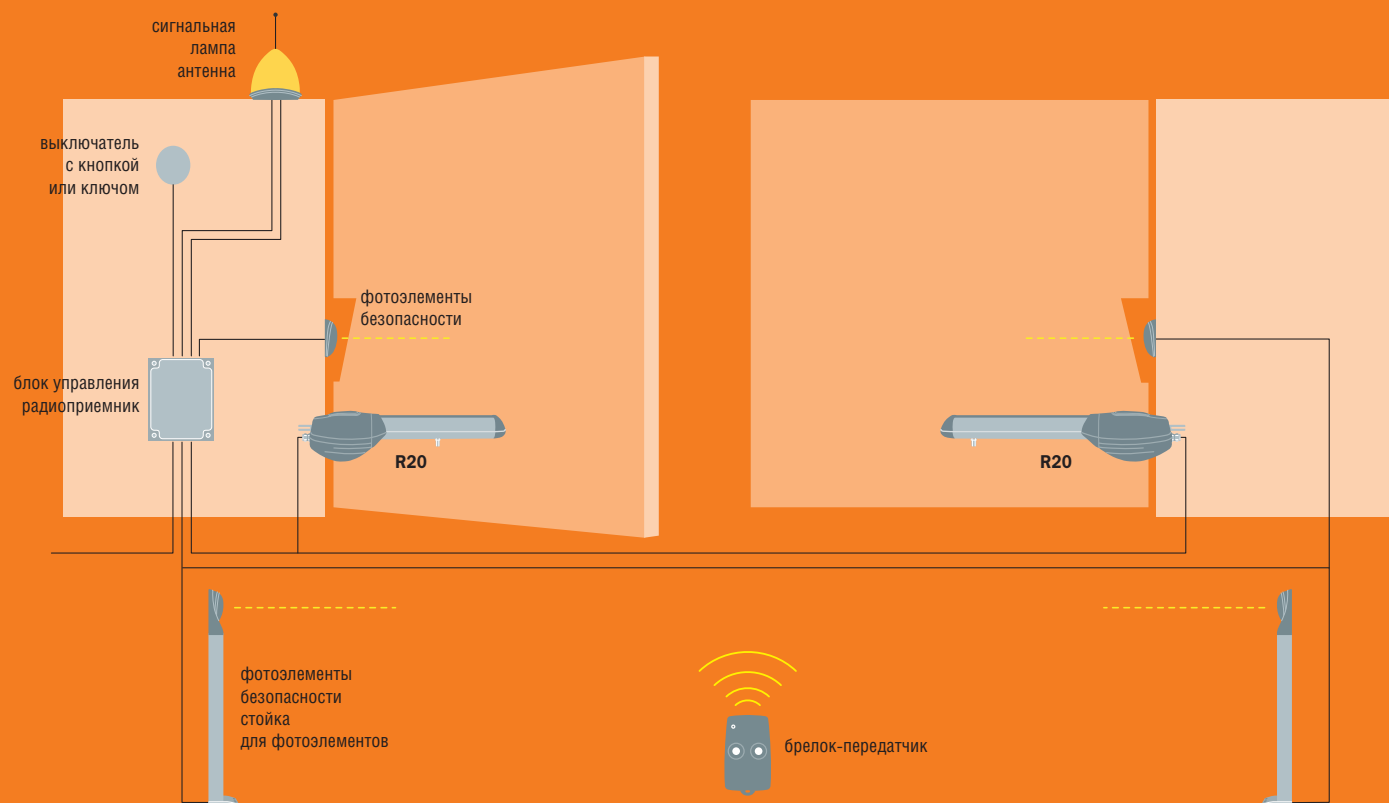 сигнальная
лампа
антенна
выключатель
с кнопкой
или ключом
фотоэлементы
безопасности
блок управления
радиоприемник
R20
R20
фотоэлементы
безопасности
стойка
для фотоэлементов
брелок-передатчик